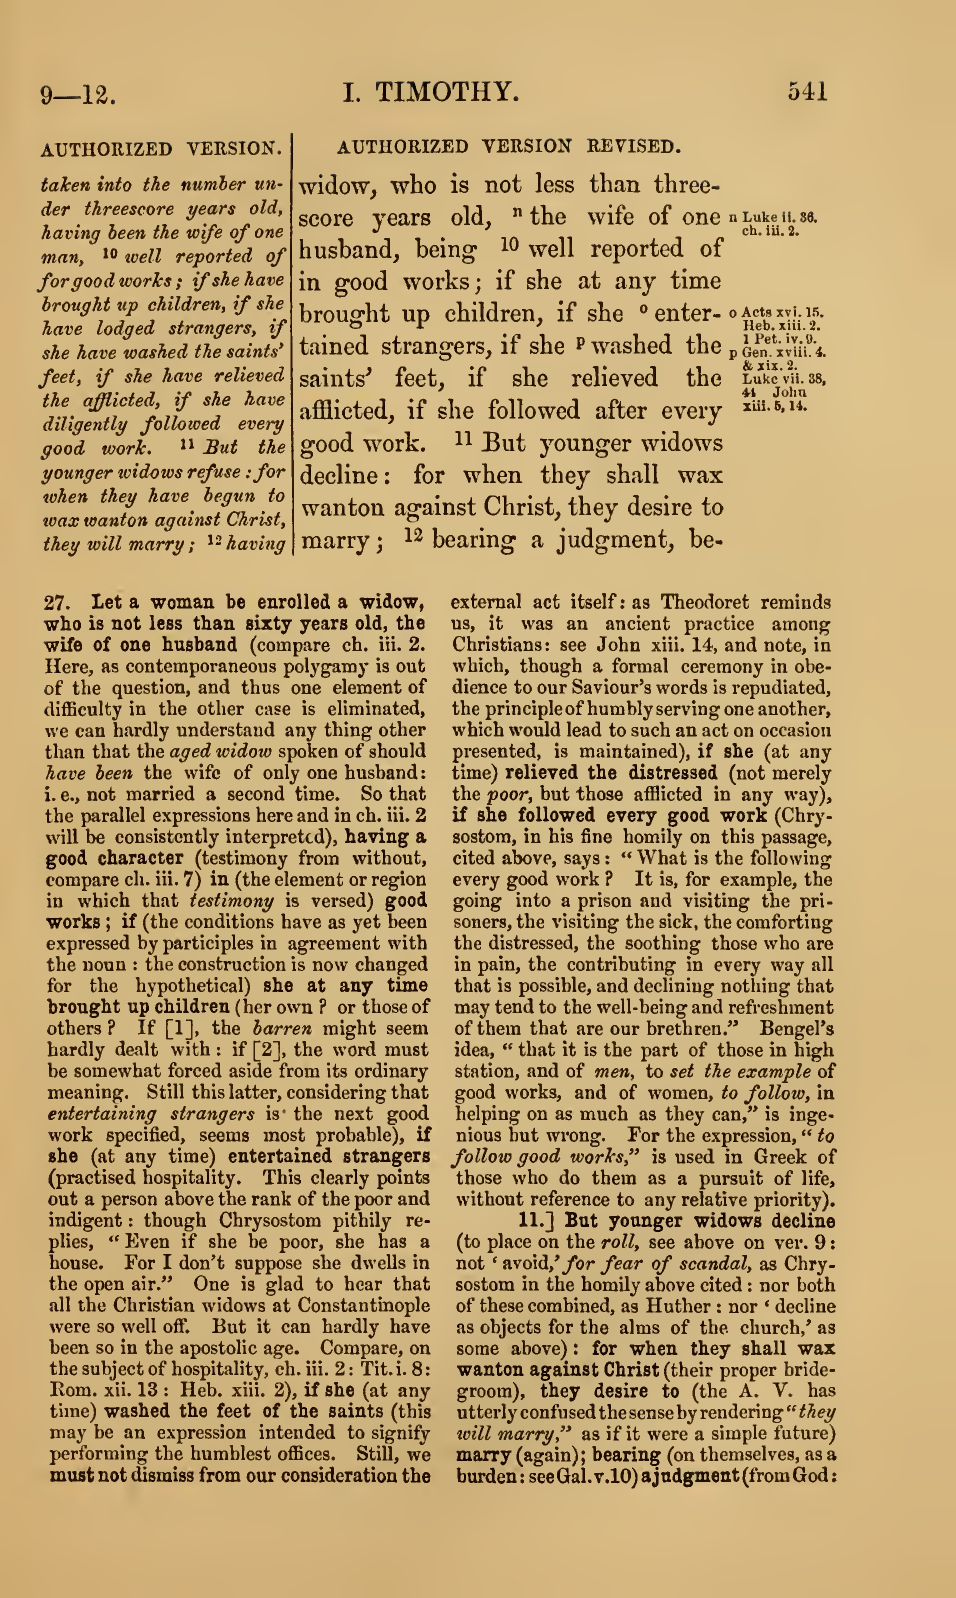 9—12.
I. TIMOTHY.
541
AUTHORIZED VERSION.
taken into the number un-
der threescore years old,
having been the wife of one
man, 10 well reported of
for good works; if she have
brought up children, if she
have lodged strangers, if
she have washed the saints'
feet, if she have relieved
the afflicted, if she have
diligently followed every
good work. 11 But the
younger widows refuse: for
when they have begun to
wax wanton against Christ,
they will marry; 12 having
AUTHORIZED VERSION REVISED.
widow, who is not less than three-
score years old, n the wife of one
husband, being 10 well reported of
in good works; if she at any time
brought up children, if she o enter-
tained strangers, if she p washed the
saints' feet, if she relieved the
afflicted, if she followed after every
good work. 11 But younger widows
decline: for when they shall wax
wanton against Christ, they desire to
marry; 12 bearing a judgment, be-
n Luke ii. 36.
ch. iii. 2.
o Acts xvi. 15.
Heb. xiii. 2.
1 Pet. iv. 9.
p Gen. xviii. 4.
& xix. 2.
Luke vii. 38,
44 John
xiii. 5, 14.
27. Let a woman be enrolled a widow,
who is not less than sixty years old, the
wife of one husband (compare ch. iii. 2.
Here, as contemporaneous polygamy is out
of the question, and thus one element of
difficulty in the other case is eliminated,
we can hardly understand any thing other
than that the aged widow spoken of should
have been the wife of only one husband:
i. e., not married a second time. So that
the parallel expressions here and in ch. iii. 2
will be consistently interpreted), having a
good character (testimony from without,
compare ch. iii. 7) in (the element or region
in which that testimony is versed) good
works; if (the conditions have as yet been
expressed by participles in agreement with
the noun: the construction is now changed
for the hypothetical) she at any time
brought up children (her own? or those of
others? If [1], the barren might seem
hardly dealt with: if [2], the word must
be somewhat forced aside from its ordinary
meaning. Still this latter, considering that
entertaining strangers is the next good
work specified, seems most probable), if
she (at any time) entertained strangers
(practised hospitality. This clearly points
out a person above the rank of the poor and
indigent: though Chrysostom pithily re-
plies, "Even if she be poor, she has a
house. For I don't suppose she dwells in
the open air." One is glad to hear that
all the Christian widows at Constantinople
were so well off. But it can hardly have
been so in the apostolic age. Compare, on
the subject of hospitality, ch. iii. 2: Tit. i. 8:
Rom. xii. 13: Heb. xiii. 2), if she (at any
time) washed the feet of the saints (this
may be an expression intended to signify
performing the humblest offices. Still, we
must not dismiss from our consideration the
external act itself: as Theodoret reminds
us, it was an ancient practice among
Christians: see John xiii. 14, and note, in
which, though a formal ceremony in obe-
dience to our Saviour's words is repudiated,
the principle of humbly serving one another,
which would lead to such an act on occasion
presented, is maintained), if she (at any
time) relieved the distressed (not merely
the poor, but those afflicted in any way),
if she followed every good work (Chry-
sostom, in his fine homily on this passage,
cited above, says: "What is the following
every good work? It is, for example, the
going into a prison and visiting the pri-
soners, the visiting the sick, the comforting
the distressed, the soothing those who are
in pain, the contributing in every way all
that is possible, and declining nothing that
may tend to the well-being and refreshment
of them that are our brethren." Bengel's
idea, "that it is the part of those in high
station, and of men, to set the example of
good works, and of women, to follow, in
helping on as much as they can," is inge-
nious but wrong. For the expression, "to
follow good works," is used in Greek of
those who do them as a pursuit of life,
without reference to any relative priority).
11.] But younger widows decline
(to place on the roll, see above on ver. 9:
not 'avoid,' for fear of scandal, as Chry-
sostom in the homily above cited: nor both
of these combined, as Huther: nor 'decline
as objects for the alms of the church,' as
some above): for when they shall wax
wanton against Christ (their proper bride-
groom), they desire to (the A. V. has
utterly confused the sense by rendering "they
will marry," as if it were a simple future)
marry (again); bearing (on themselves, as a
burden: see Gal. v. 10) a judgment (from God: